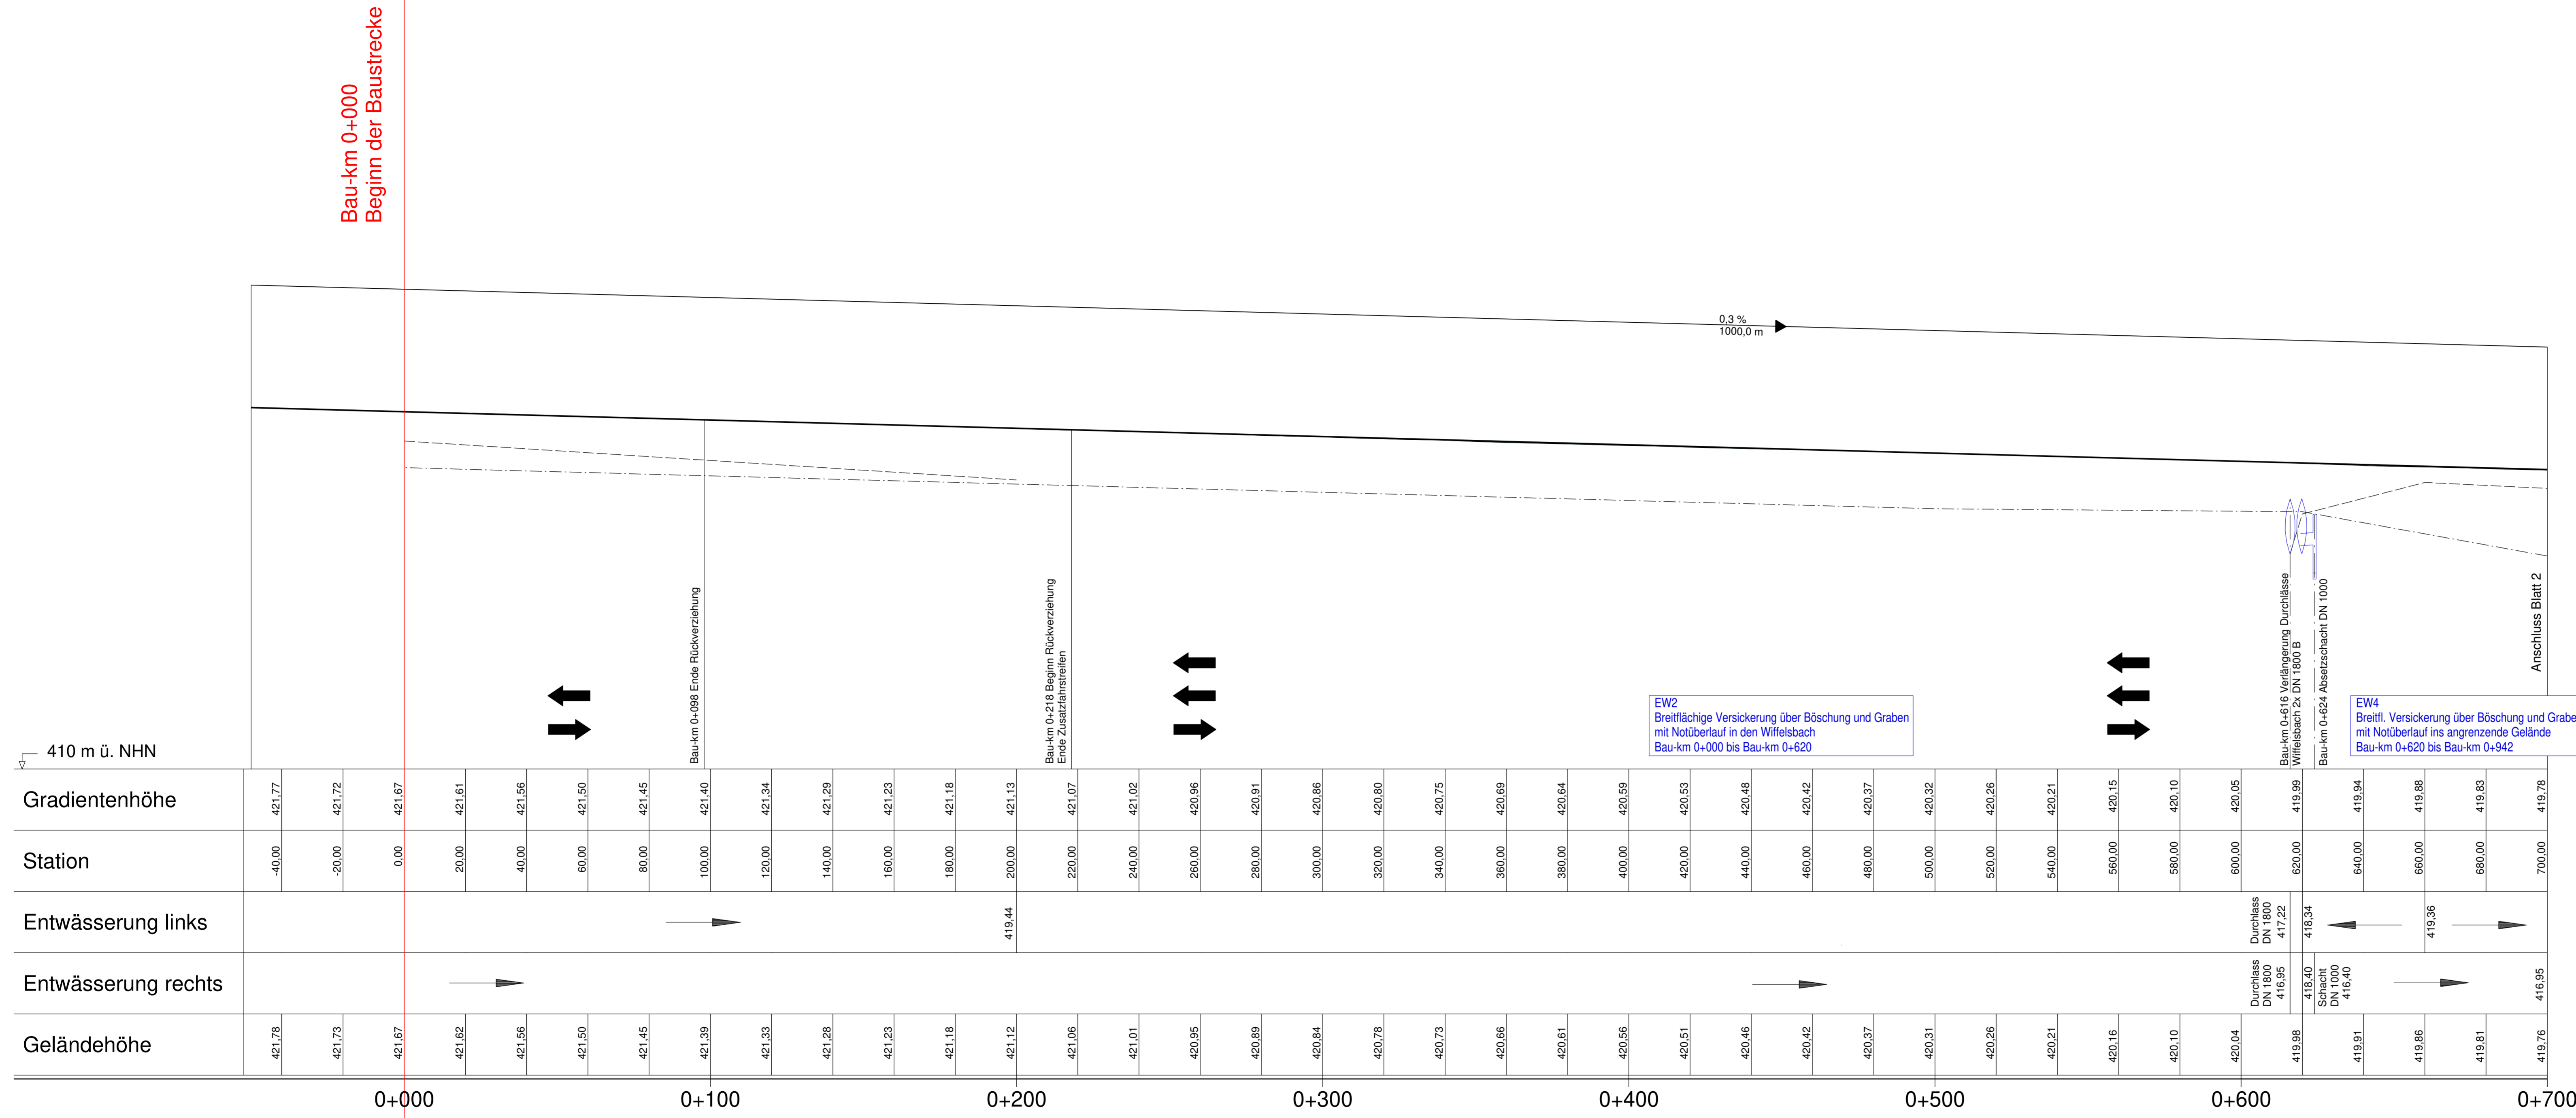 Bau-km 0+000
Beginn der Baustrecke
0,3 %
1000,0 m
Bau-km 0+098 Ende Rückverziehung
Bau-km 0+218 Beginn Rückverziehung
Ende Zusatzfahrstreifen
Bau-km 0+616 Verlängerung Durchlässe
Wiffelsbach 2x DN 1800 B
Bau-km 0+624 Absetzschacht DN 1000
Anschluss Blatt 2
EW2
Breitflächige Versickerung über Böschung und Graben
mit Notüberlauf in den Wiffelsbach
Bau-km 0+000 bis Bau-km 0+620
EW4
Breitfl. Versickerung über Böschung und Grabe
mit Notüberlauf ins angrenzende Gelände
Bau-km 0+620 bis Bau-km 0+942
410 m ü. NHN
Gradientenhöhe 421,77 421,72 421,67 421,61 421,56 421,50 421,45 421,40 421,34 421,29 421,23 421,18 421,13 421,07 421,02 420,96 420,91 420,86 420,80 420,75 420,69 420,64 420,59 420,53 420,48 420,42 420,37 420,32 420,26 420,21 420,15 420,10 420,05 419,99 419,94 419,88 419,83 419,78
Station -40,00 -20,00 0,00 20,00 40,00 60,00 80,00 100,00 120,00 140,00 160,00 180,00 200,00 220,00 240,00 260,00 280,00 300,00 320,00 340,00 360,00 380,00 400,00 420,00 440,00 460,00 480,00 500,00 520,00 540,00 560,00 580,00 600,00 620,00 640,00 660,00 680,00 700,00
Entwässerung links 419,44
Durchlass
DN 1800
417,22
418,34
419,36
Entwässerung rechts
Durchlass
DN 1800
416,95
418,40
Schacht
DN 1000
416,40
416,95
Geländehöhe 421,78 421,73 421,67 421,62 421,56 421,50 421,45 421,39 421,33 421,28 421,23 421,18 421,12 421,06 421,01 420,95 420,89 420,84 420,78 420,73 420,66 420,61 420,56 420,51 420,46 420,42 420,37 420,31 420,26 420,21 420,16 420,10 420,04 419,98 419,91 419,86 419,81 419,76
0+000 0+100 0+200 0+300 0+400 0+500 0+600 0+700